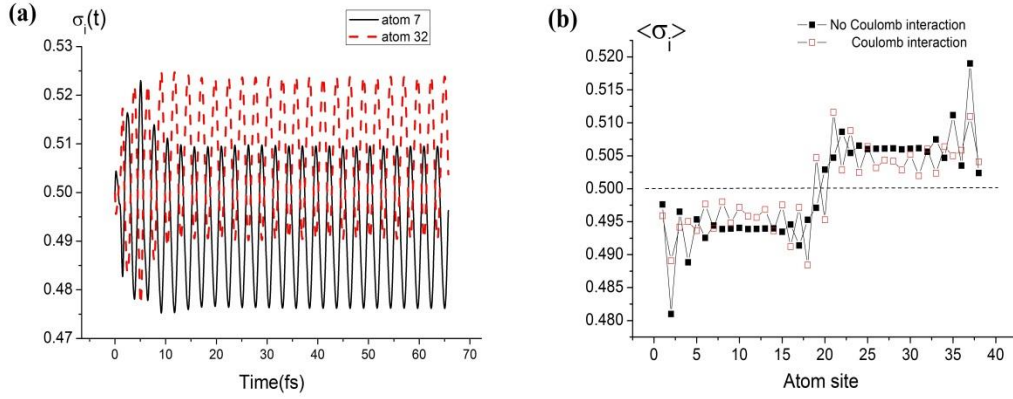 (a)
σi(t)
atom 7
atom 32
0.53
0.52
0.51
0.50
0.49
0.48
0.47
0 10 20 30 40 50 60 70
Time(fs)
(b)
<σi>
No Coulomb interaction
Coulomb interaction
0.520
0.515
0.510
0.505
0.500
0.495
0.490
0.485
0.480
0 5 10 15 20 25 30 35 40
Atom site